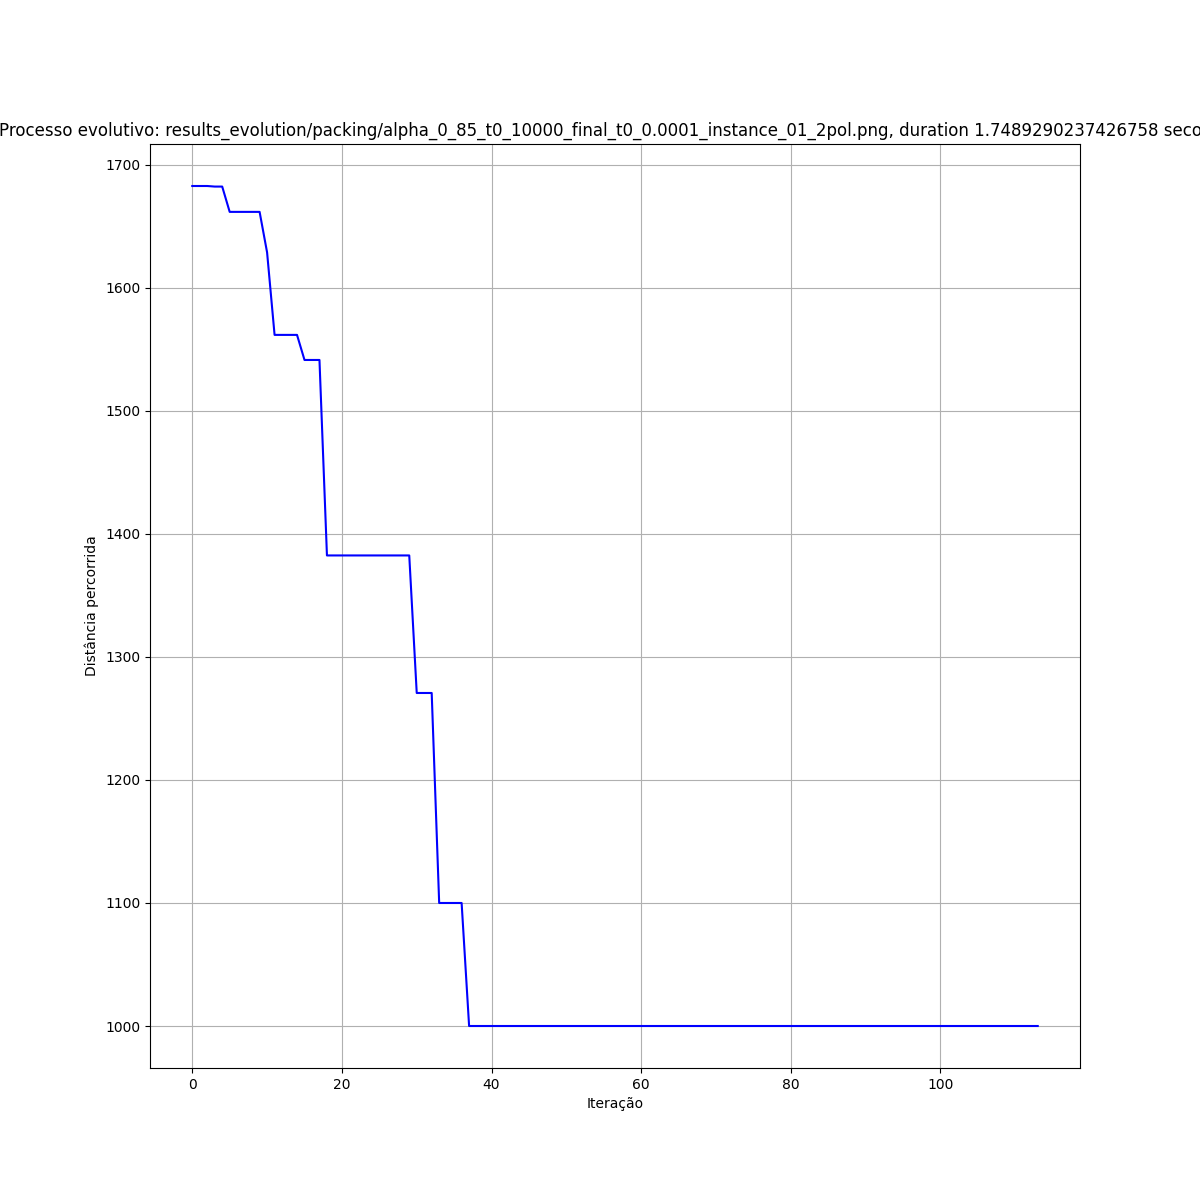 Processo evolutivo: results_evolution/packing/alpha_0_85_t0_10000_final_t0_0.0001_instance_01_2pol.png, duration 1.7489290237426758 seco
1700
1600
1500
1400
1300
1200
1100
1000
Distância percorrida
0 20 40 60 80 100
Iteração